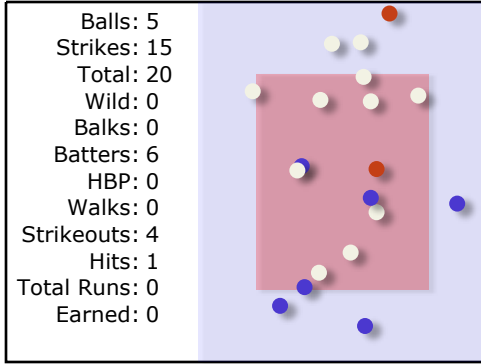 Balls: 5
Strikes: 15
Total: 20
Wild: 0
Balks: 0
Batters: 6
HBP: 0
Walks: 0
Strikeouts: 4
Hits: 1
Total Runs: 0
Earned: 0